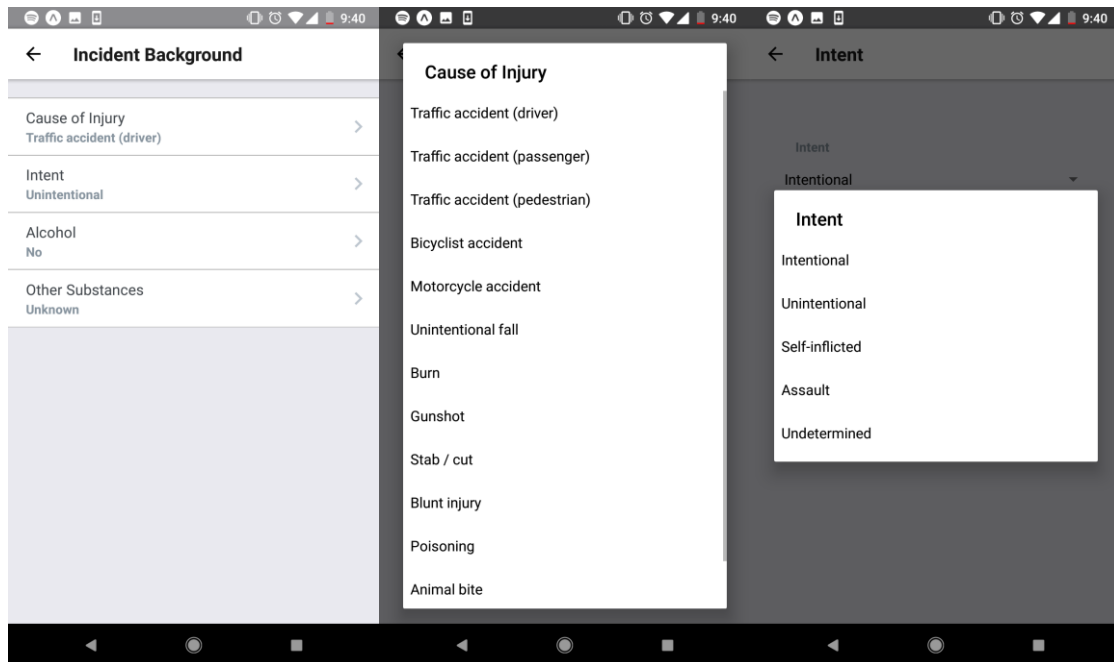 9:40
Incident Background
Cause of Injury
Traffic accident (driver)
Intent
Unintentional
Alcohol
No
Other Substances
Unknown
9:40
Cause of Injury
Traffic accident (driver)
Traffic accident (passenger)
Traffic accident (pedestrian)
Bicyclist accident
Motorcycle accident
Unintentional fall
Burn
Gunshot
Stab / cut
Blunt injury
Poisoning
Animal bite
9:40
Intent
Intent
Intentional
Intent
Intentional
Unintentional
Self-inflicted
Assault
Undetermined